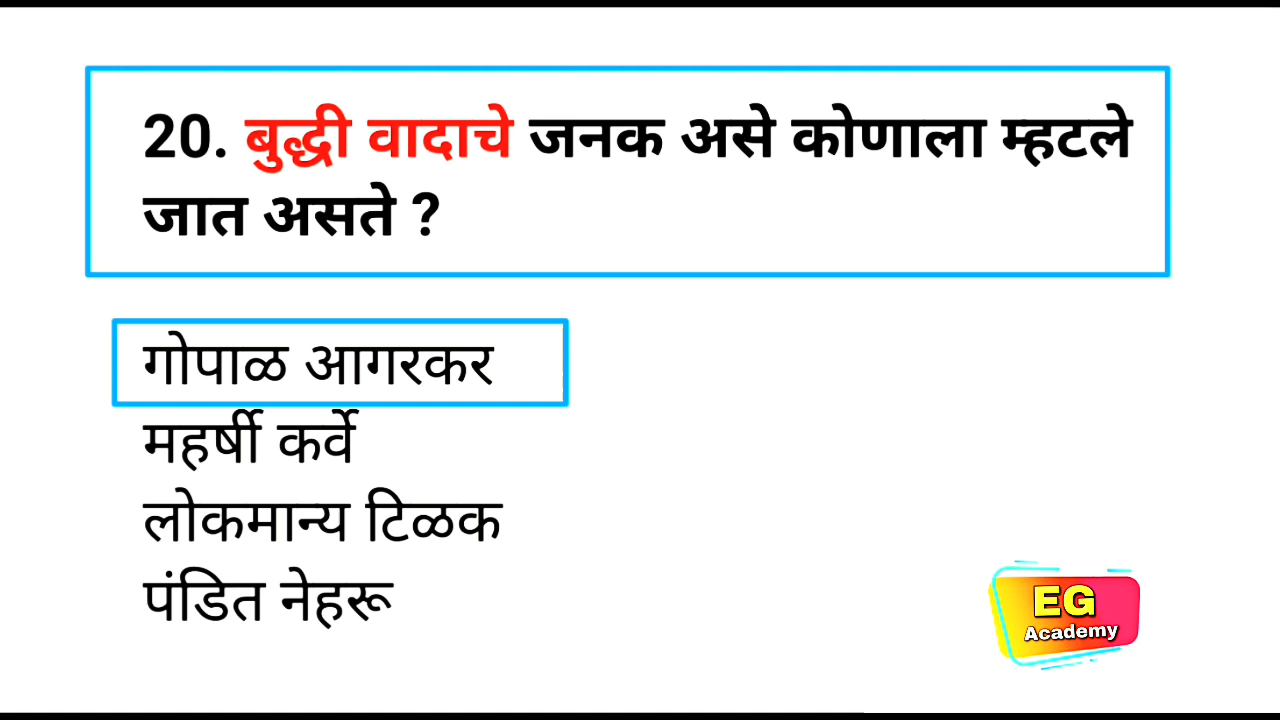 20. बुद्धी वादाचे जनक असे कोणाला म्हटले
जात असते ?
गोपाळ आगरकर
महर्षी कर्वे
लोकमान्य टिळक
पंडित नेहरू
EG
Academy